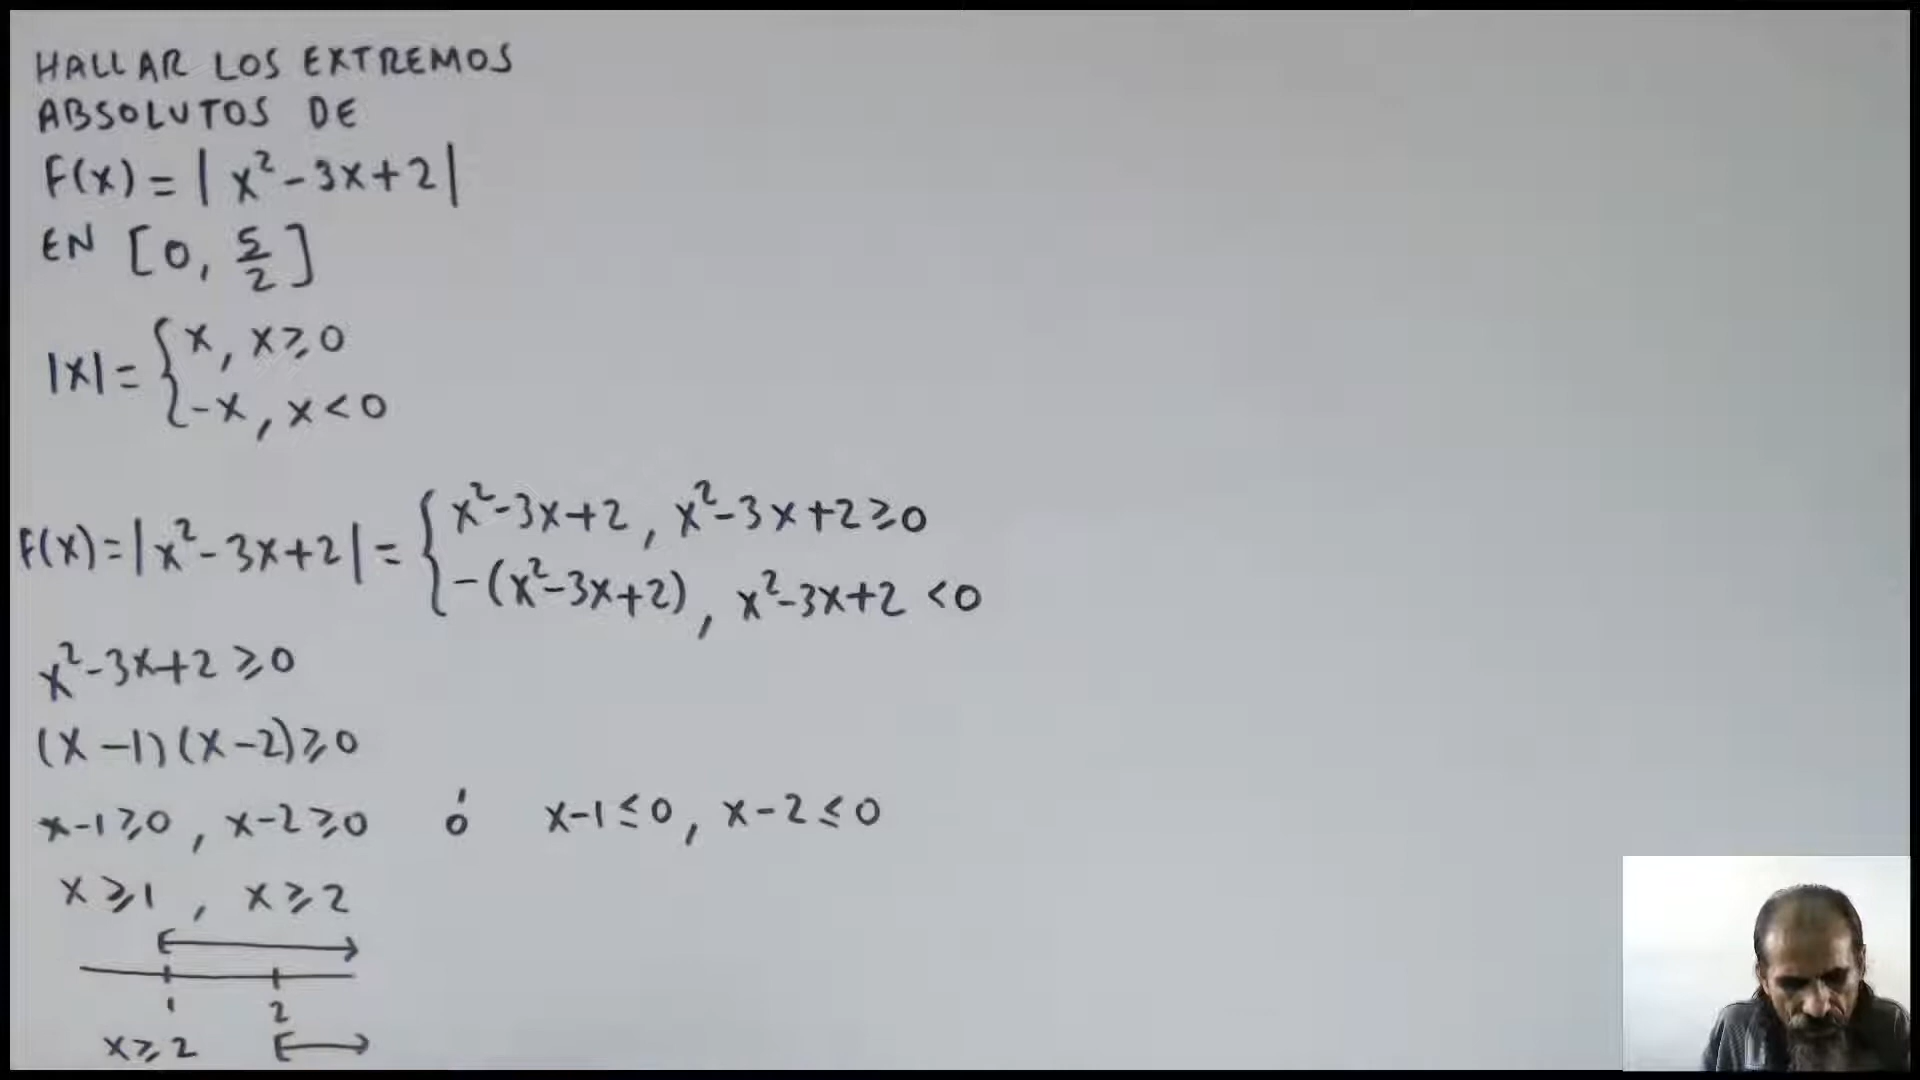 HALLAR LOS EXTREMOS
ABSOLUTOS DE
F(x) = | x² - 3x + 2 |
EN [0, 5/2]
|x| = { x, x ≥ 0
-x, x < 0
F(x) = | x² - 3x + 2 | = { x² - 3x + 2, x² - 3x + 2 ≥ 0
-(x² - 3x + 2), x² - 3x + 2 < 0
x² - 3x + 2 ≥ 0
(x - 1)(x - 2) ≥ 0
x - 1 ≥ 0, x - 2 ≥ 0 ó x - 1 ≤ 0, x - 2 ≤ 0
x ≥ 1, x ≥ 2
1 2
x ≥ 2